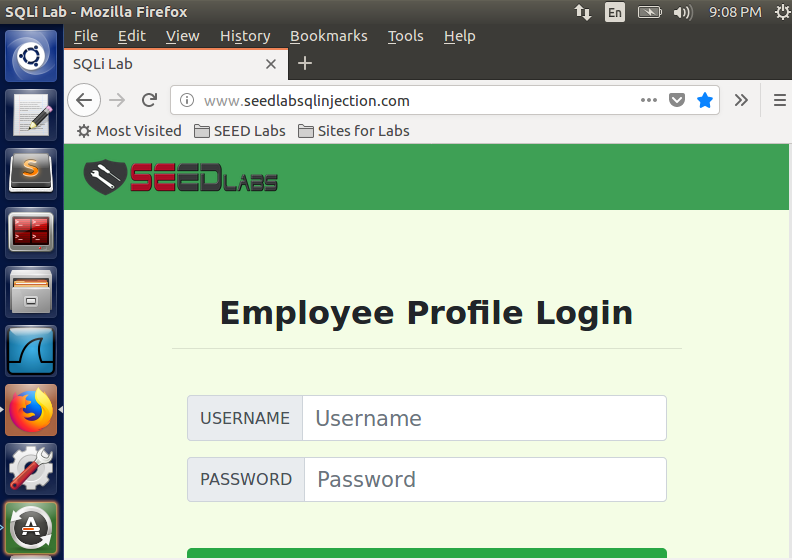 SQLi Lab - Mozilla Firefox
En
9:08 PM
File Edit View History Bookmarks Tools Help
SQLi Lab
www.seedlabsqlinjection.com
Most Visited SEED Labs Sites for Labs
SEEDLABS
Employee Profile Login
USERNAME Username
PASSWORD Password